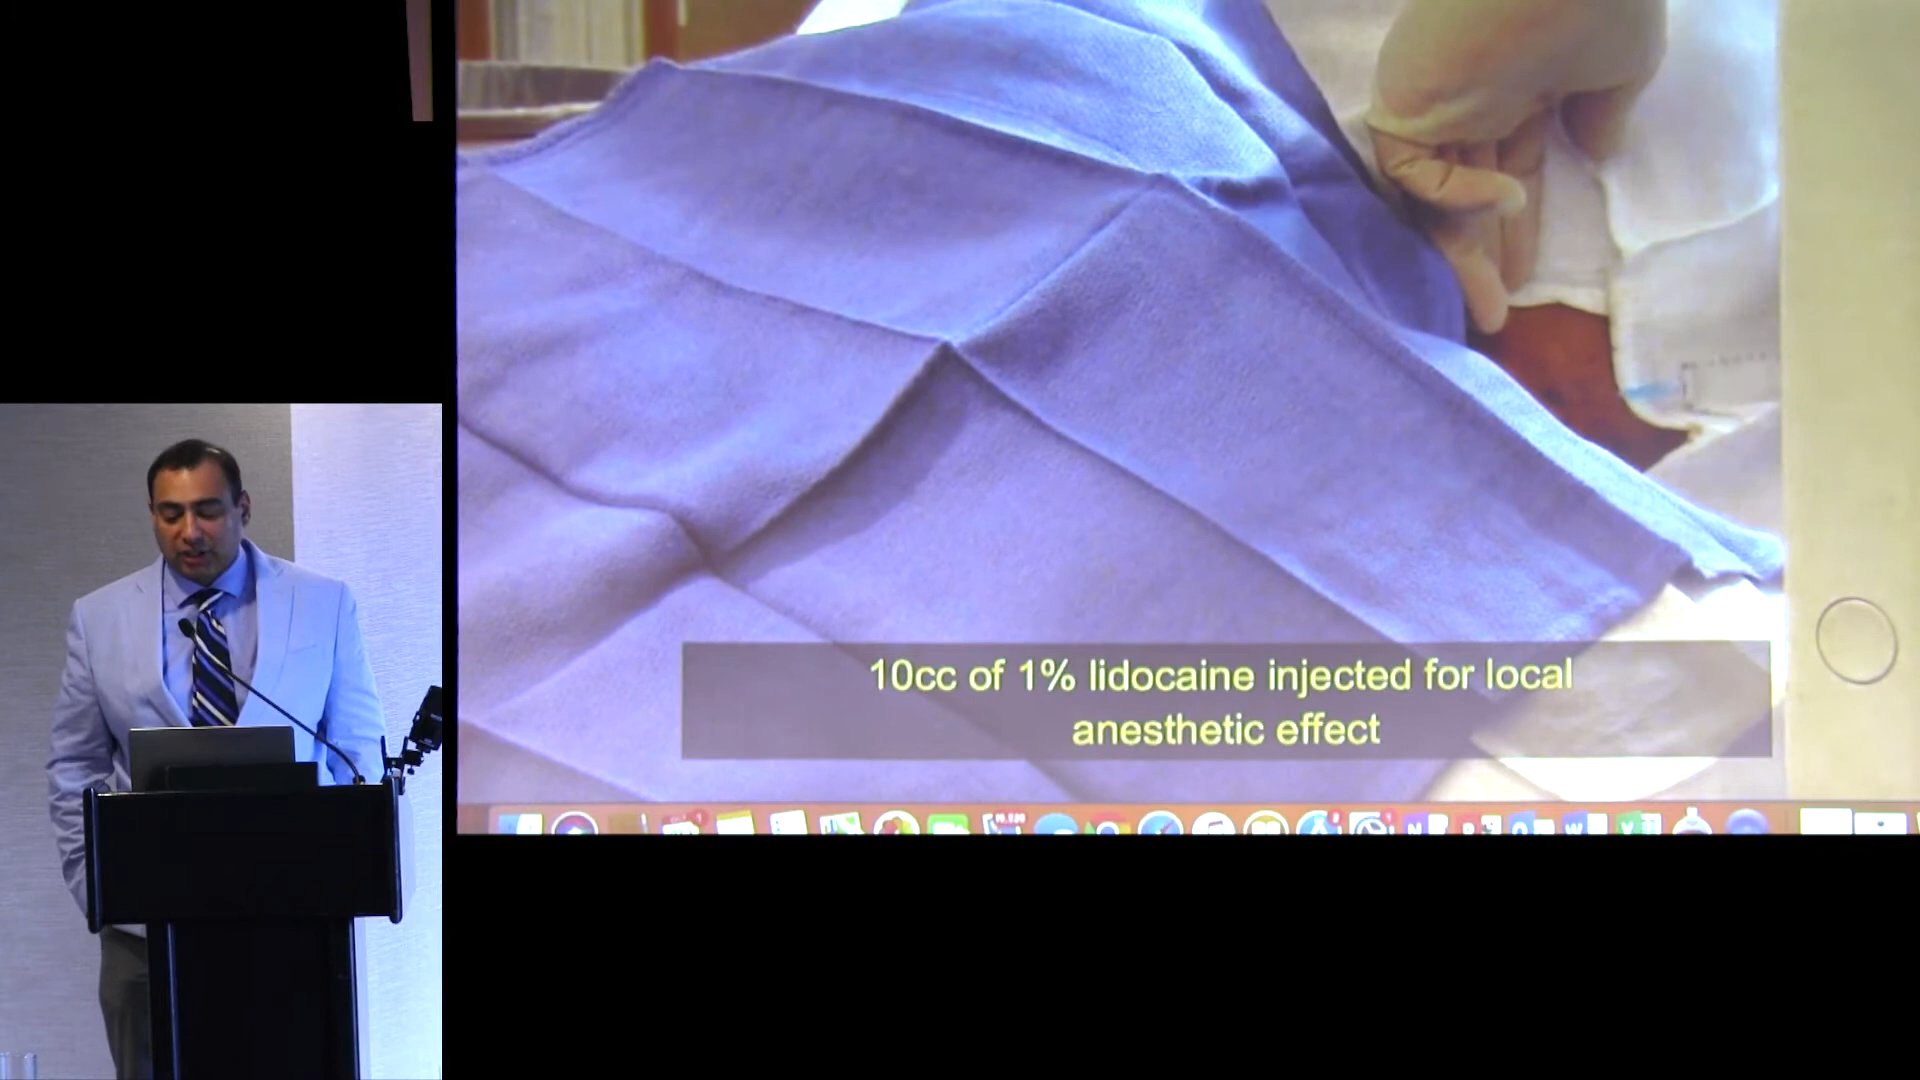 10cc of 1% lidocaine injected for local
anesthetic effect